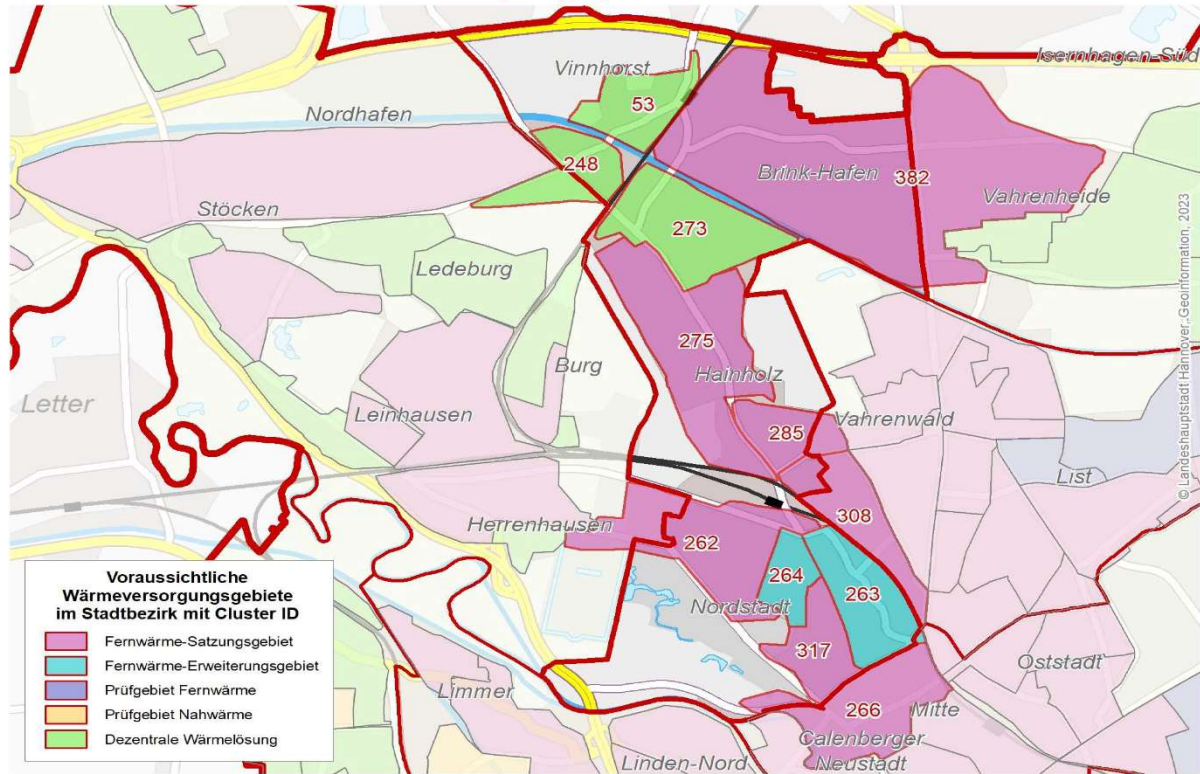 Isernhagen-Süd
Vinnhorst
53
Nordhafen
248
Brink-Hafen
382
Vahrenheide
Stöcken
273
Ledeburg
275
Burg
Hainholz
Letter
Leinhausen
285
Vahrenwald
List
308
Herrenhausen
262
264
263
Nordstadt
317
Oststadt
Limmer
266
Mitte
Calenberger
Neustadt
Linden-Nord
© Landeshauptstadt Hannover, Geoinformation, 2023
Voraussichtliche
Wärmeversorgungsgebiete
im Stadtbezirk mit Cluster ID
Fernwärme-Satzungsgebiet
Fernwärme-Erweiterungsgebiet
Prüfgebiet Fernwärme
Prüfgebiet Nahwärme
Dezentrale Wärmelösung